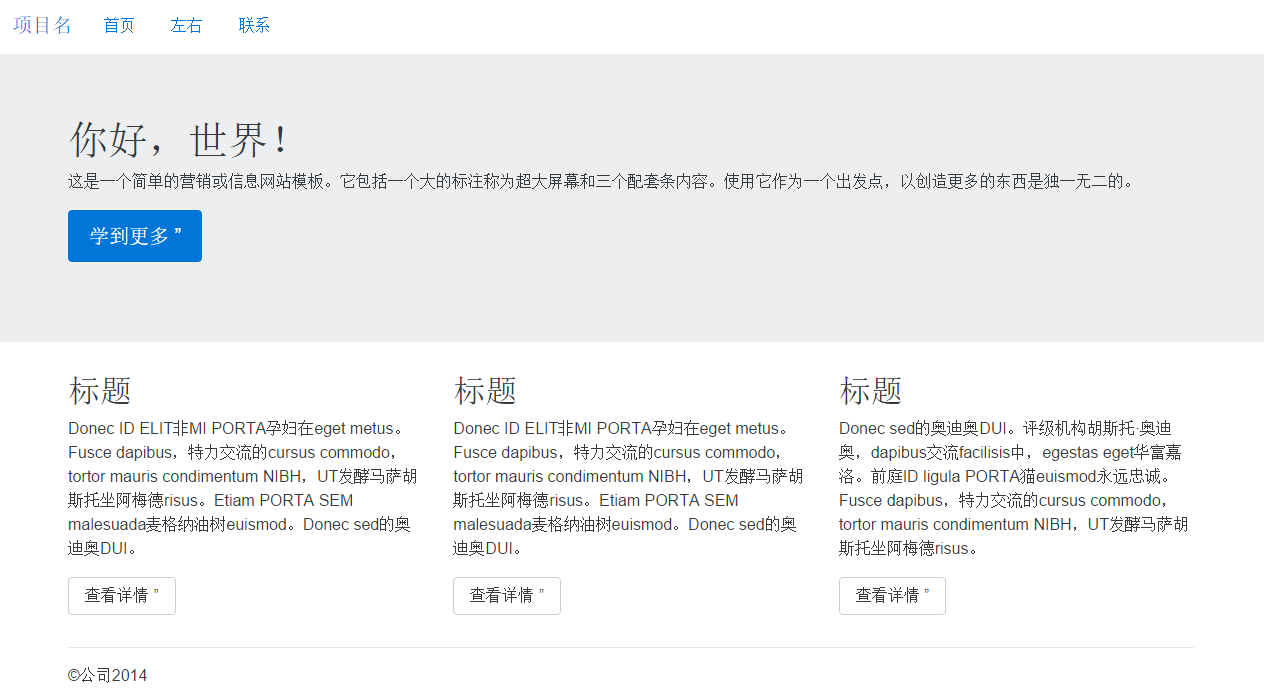 项目名 首页 左右 联系
你好，世界！
这是一个简单的营销或信息网站模板。它包括一个大的标注称为超大屏幕和三个配套条内容。使用它作为一个出发点，以创造更多的东西是独一无二的。
学到更多 ”
标题
Donec ID ELIT非MI PORTA孕妇在eget metus。
Fusce dapibus，特力交流的cursus commodo，
tortor mauris condimentum NIBH，UT发酵马萨胡
斯托坐阿梅德risus。Etiam PORTA SEM
malesuada麦格纳油树euismod。Donec sed的奥
迪奥DUI。
查看详情 ”
标题
Donec ID ELIT非MI PORTA孕妇在eget metus。
Fusce dapibus，特力交流的cursus commodo，
tortor mauris condimentum NIBH，UT发酵马萨胡
斯托坐阿梅德risus。Etiam PORTA SEM
malesuada麦格纳油树euismod。Donec sed的奥
迪奥DUI。
查看详情 ”
标题
Donec sed的奥迪奥DUI。评级机构胡斯托·奥迪
奥，dapibus交流facilisis中，egestas eget华富嘉
洛。前庭ID ligula PORTA猫euismod永远忠诚。
Fusce dapibus，特力交流的cursus commodo，
tortor mauris condimentum NIBH，UT发酵马萨胡
斯托坐阿梅德risus。
查看详情 ”
©公司2014